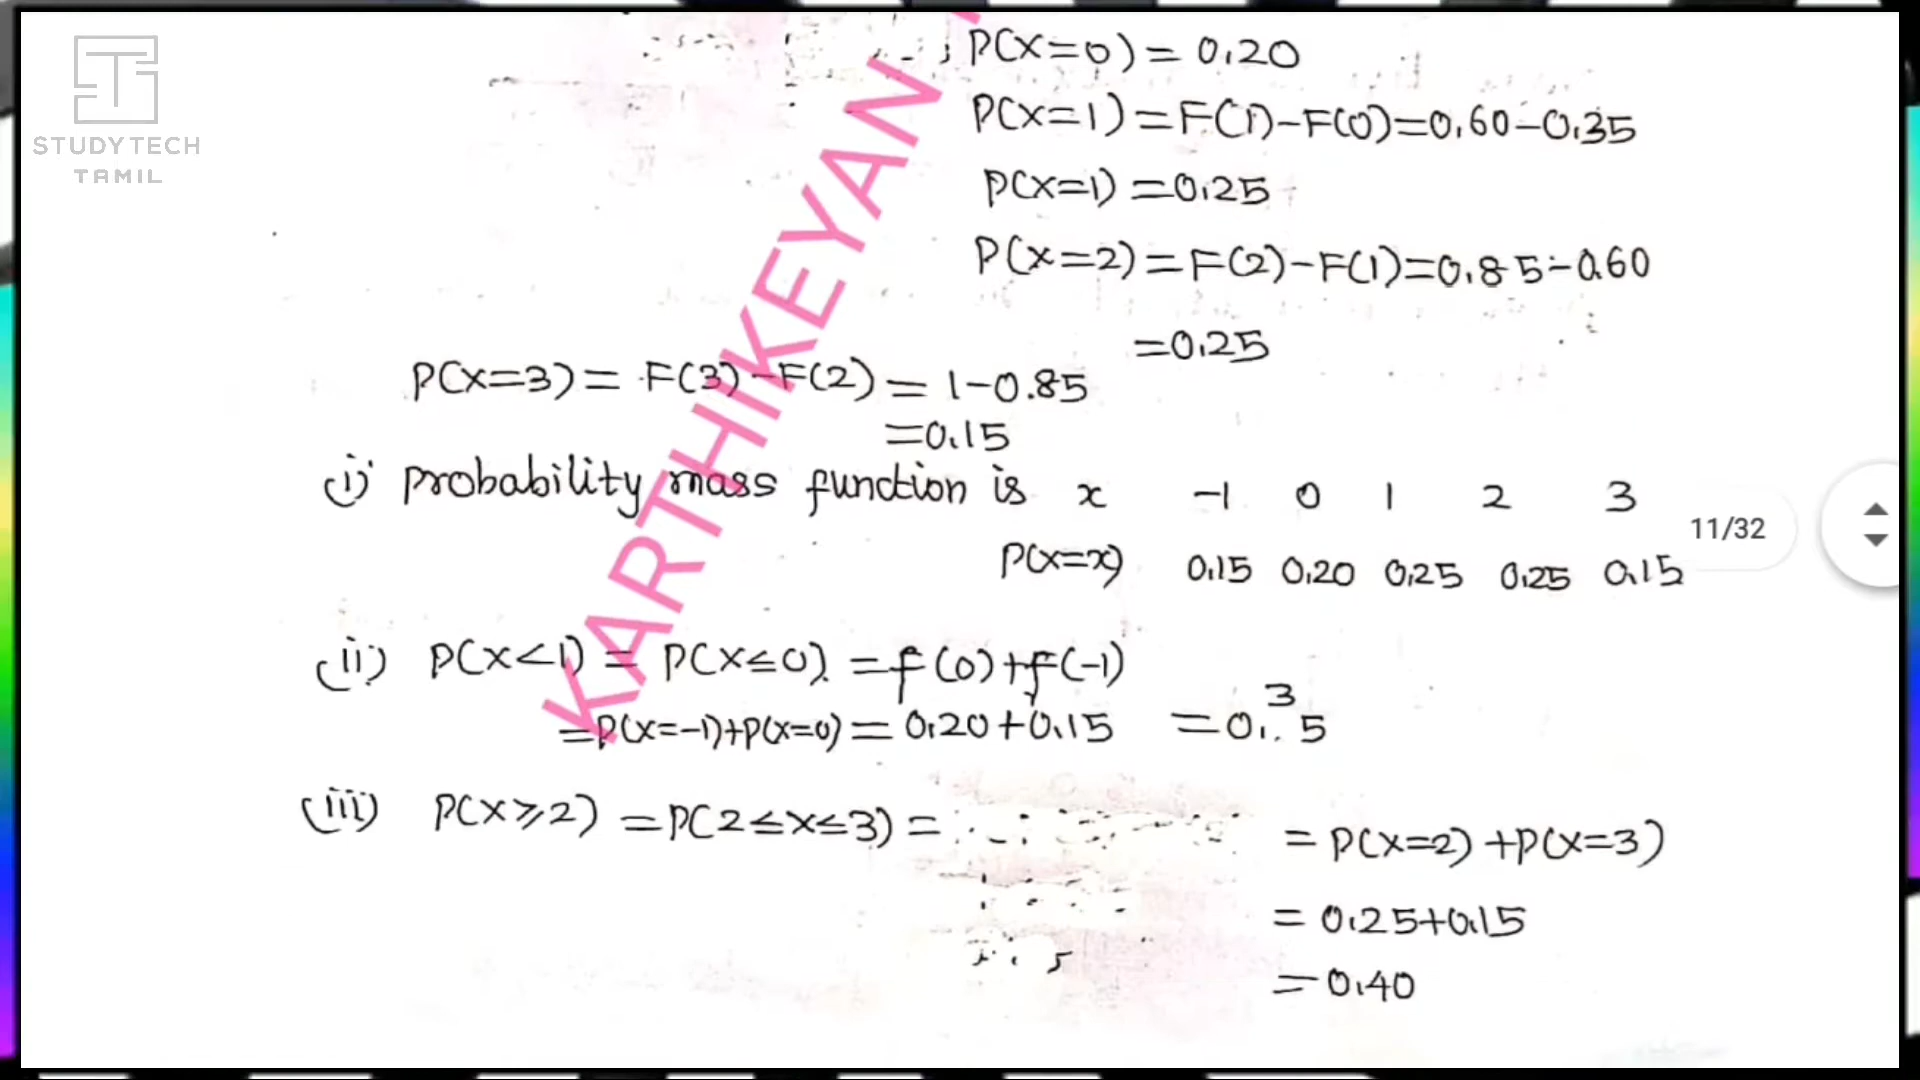 STUDYTECH
TAMIL
P(X=0) = 0.20
P(X=1) = F(1)-F(0)=0.60-0.35
P(X=1) =0.25
P(X=2)=F(2)-F(1)=0.85-0.60
=0.25
P(X=3) = F(3)-F(2) = 1-0.85
=0.15
(i) probability mass function is x -1 0 1 2 3
11/32
P(X=x) 0.15 0.20 0.25 0.25 0.15
(ii) P(X<1) = P(X≤0) =f(0)+f(-1)
=P(X=-1)+P(X=0) = 0.20+0.15 =0.35
(iii) P(X≥2) =P(2≤X≤3) = = P(X=2)+P(X=3)
= 0.25+0.15
= 0.40
KARTHIKEYAN